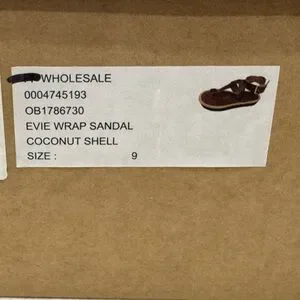 WHOLESALE
0004745193
OB1786730
EVIE WRAP SANDAL
COCONUT SHELL
SIZE : 9